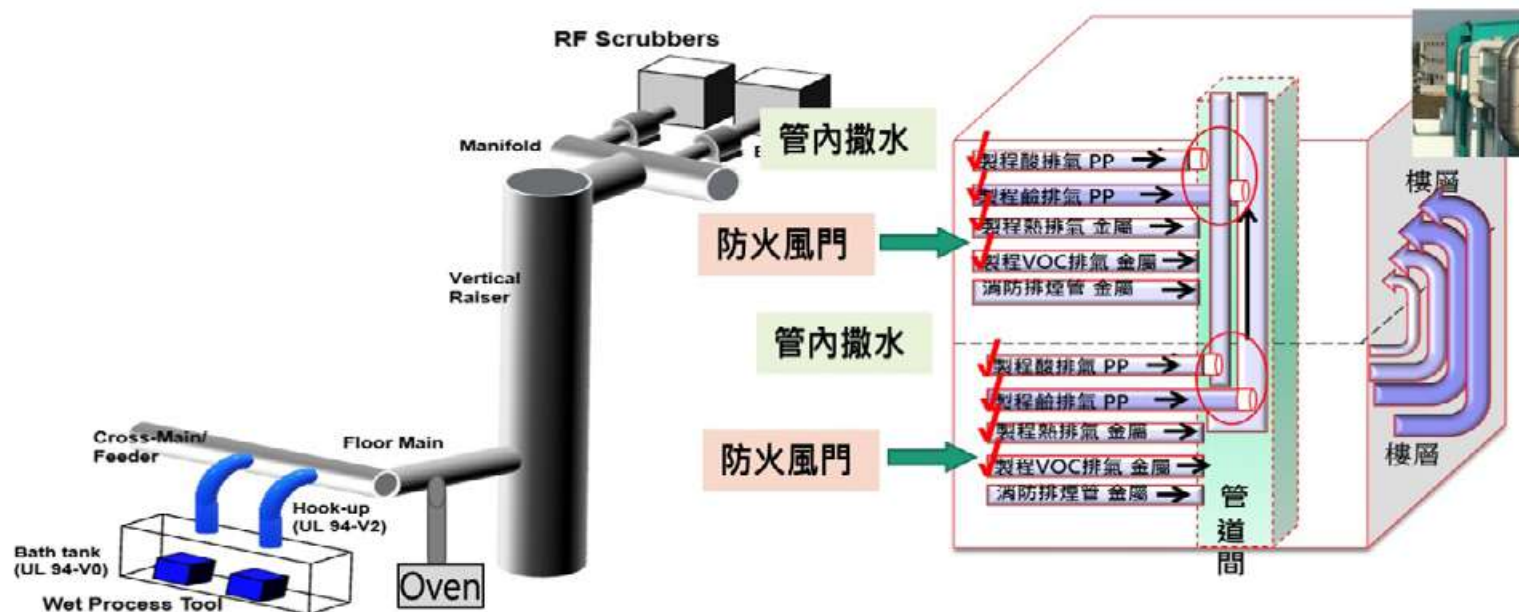 RF Scrubbers
Manifold
Vertical
Raiser
Cross-Main/
Feeder
Floor Main
Hook-up
(UL 94-V2)
Bath tank
(UL 94-V0)
Oven
Wet Process Tool
管內撒水
防火風門
管內撒水
防火風門
製程酸排氣 PP
製程鹼排氣 PP
製程熱排氣 金屬
製程VOC排氣 金屬
消防排煙管 金屬
製程酸排氣 PP
製程鹼排氣 PP
製程熱排氣 金屬
製程VOC排氣 金屬
消防排煙管 金屬
管
道
間
樓層
樓層